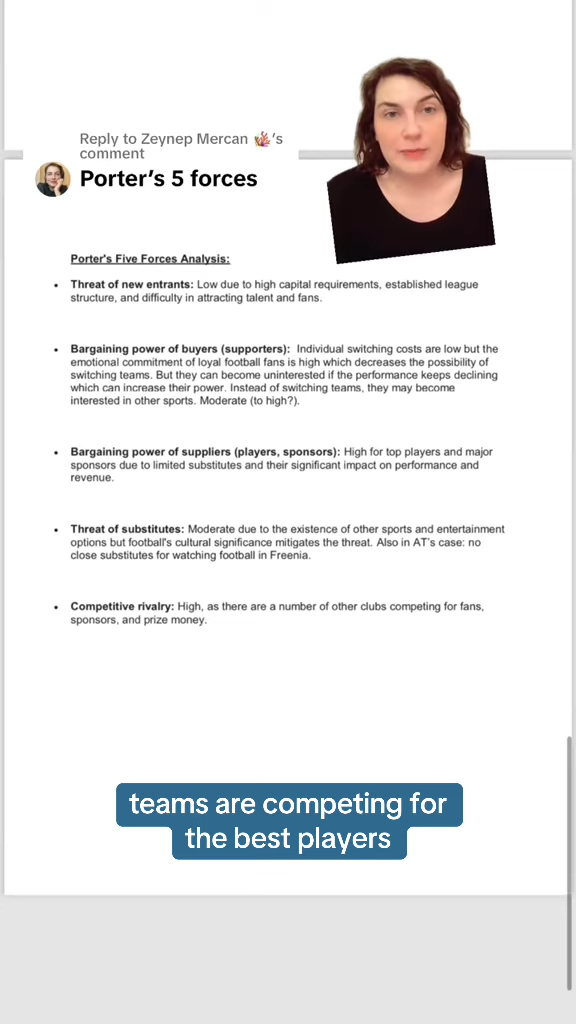 Reply to Zeynep Mercan 🪸's
comment
Porter's 5 forces
Porter's Five Forces Analysis:
• Threat of new entrants: Low due to high capital requirements, established league
structure, and difficulty in attracting talent and fans.
• Bargaining power of buyers (supporters):  Individual switching costs are low but the
emotional commitment of loyal football fans is high which decreases the possibility of
switching teams. But they can become uninterested if the performance keeps declining
which can increase their power. Instead of switching teams, they may become
interested in other sports. Moderate (to high?).
• Bargaining power of suppliers (players, sponsors): High for top players and major
sponsors due to limited substitutes and their significant impact on performance and
revenue.
• Threat of substitutes: Moderate due to the existence of other sports and entertainment
options but football's cultural significance mitigates the threat. Also in AT's case: no
close substitutes for watching football in Freenia.
• Competitive rivalry: High, as there are a number of other clubs competing for fans,
sponsors, and prize money.
teams are competing for
the best players